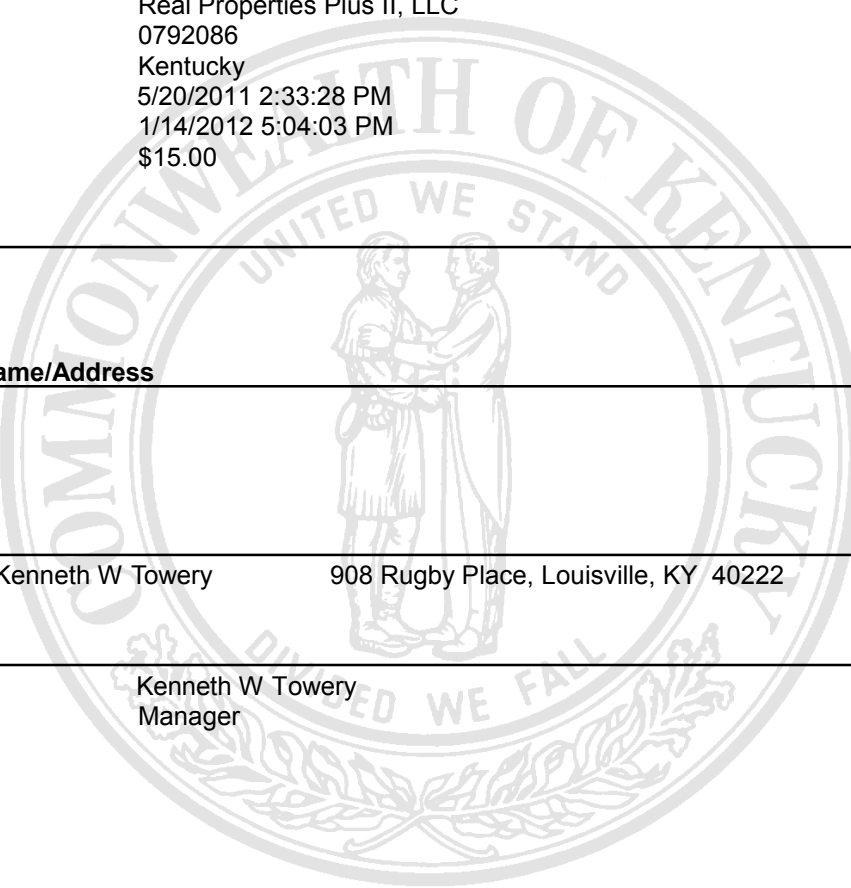 Real Properties Plus II, LLC
0792086
Kentucky
5/20/2011 2:33:28 PM
1/14/2012 5:04:03 PM
$15.00
COMMONWEALTH OF KENTUCKY
UNITED WE STAND
ame/Address
Kenneth W Towery 908 Rugby Place, Louisville, KY 40222
DIVIDED WE FALL
Kenneth W Towery
Manager